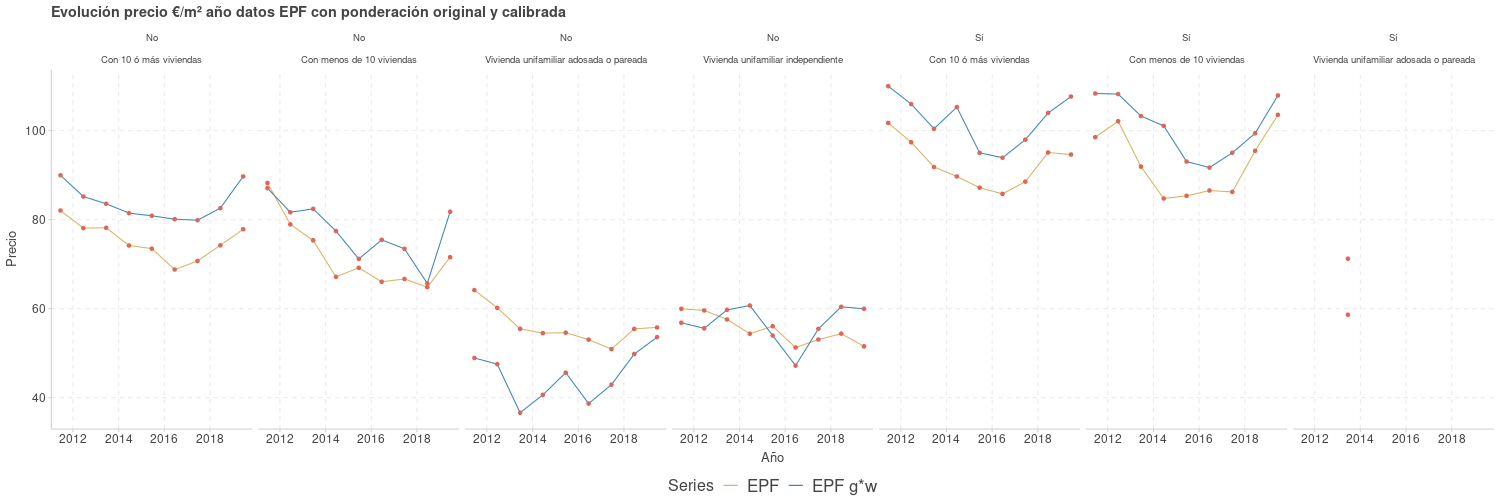 Evolución precio €/m² año datos EPF con ponderación original y calibrada
No No No No Sí Sí Sí
Con 10 ó más viviendas Con menos de 10 viviendas Vivienda unifamiliar adosada o pareada Vivienda unifamiliar independiente Con 10 ó más viviendas Con menos de 10 viviendas Vivienda unifamiliar adosada o pareada
100
80
Precio
60
40
2012 2014 2016 2018 2012 2014 2016 2018 2012 2014 2016 2018 2012 2014 2016 2018 2012 2014 2016 2018 2012 2014 2016 2018 2012 2014 2016 2018
Año
Series EPF EPF g*w